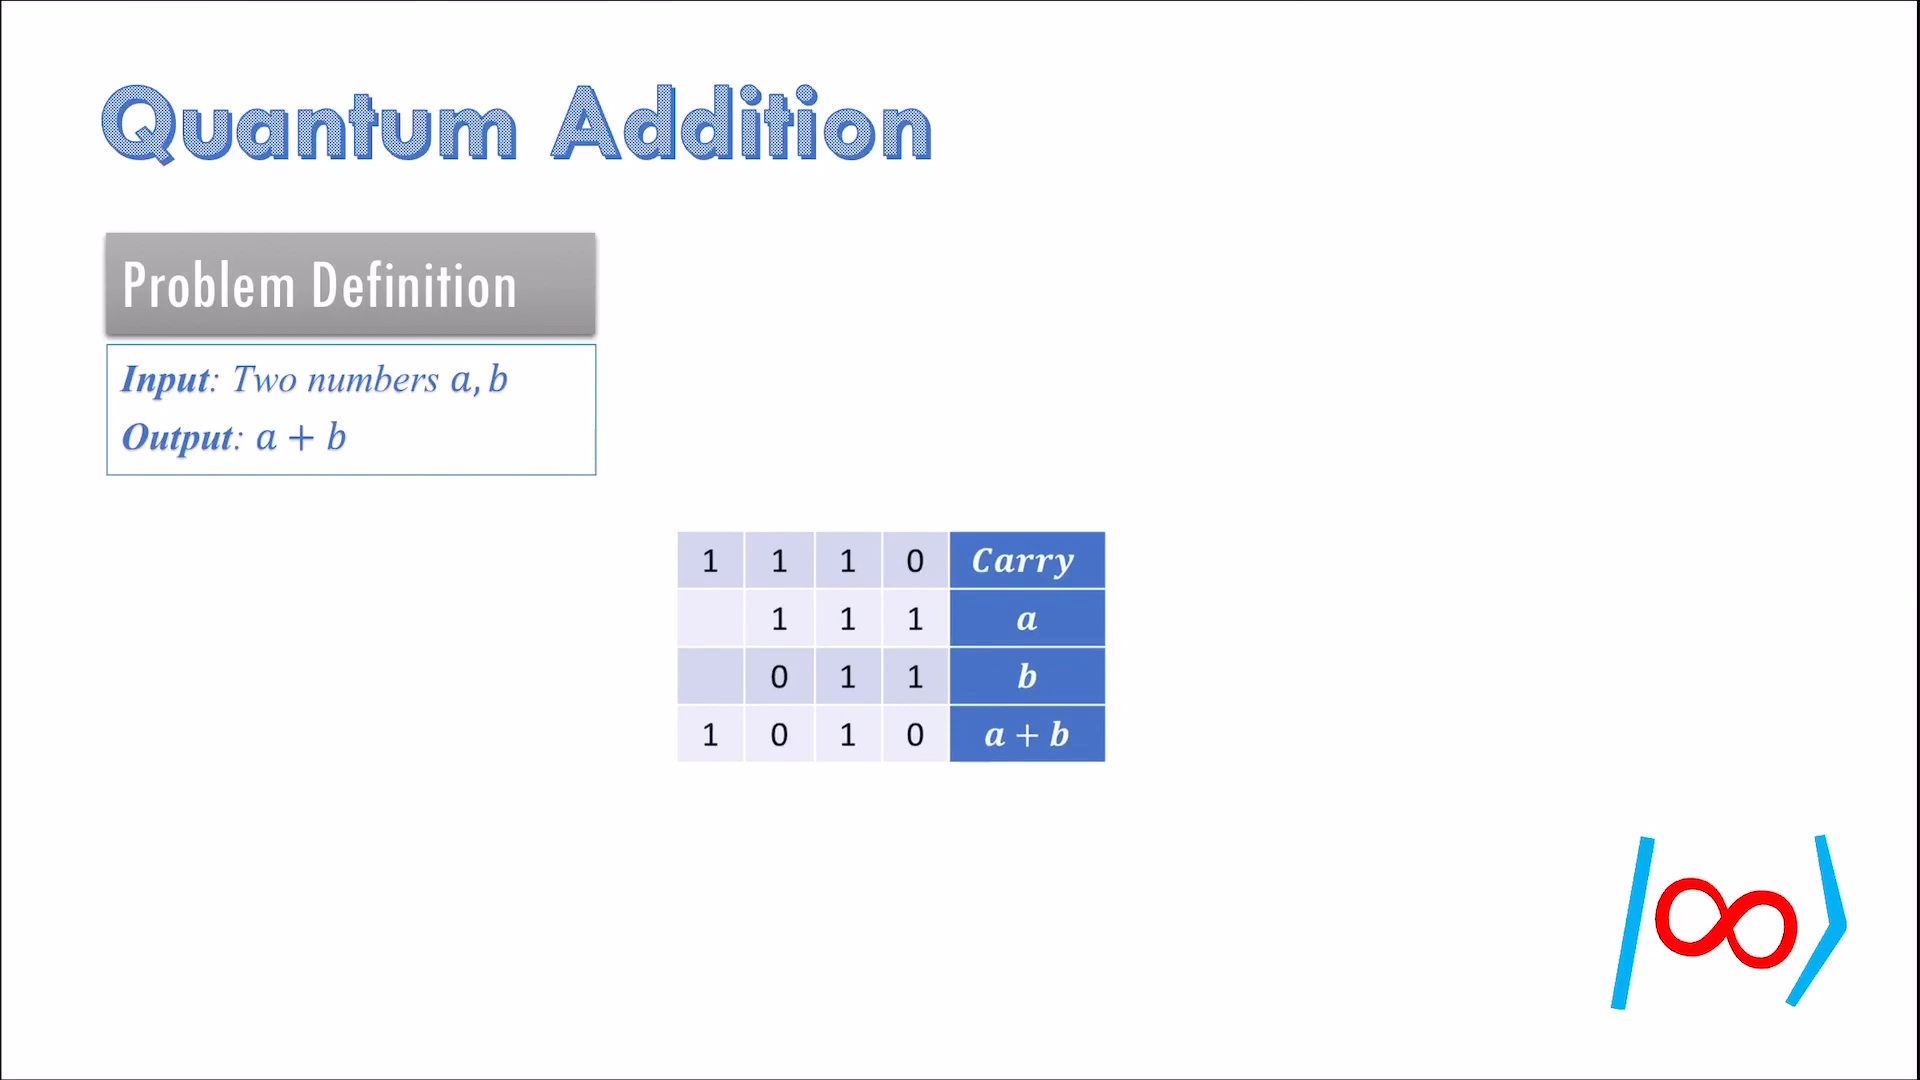 Quantum Addition
Problem Definition
Input: Two numbers a, b
Output: a + b
1 1 1 0 Carry
1 1 1 a
0 1 1 b
1 0 1 0 a + b
|∞⟩